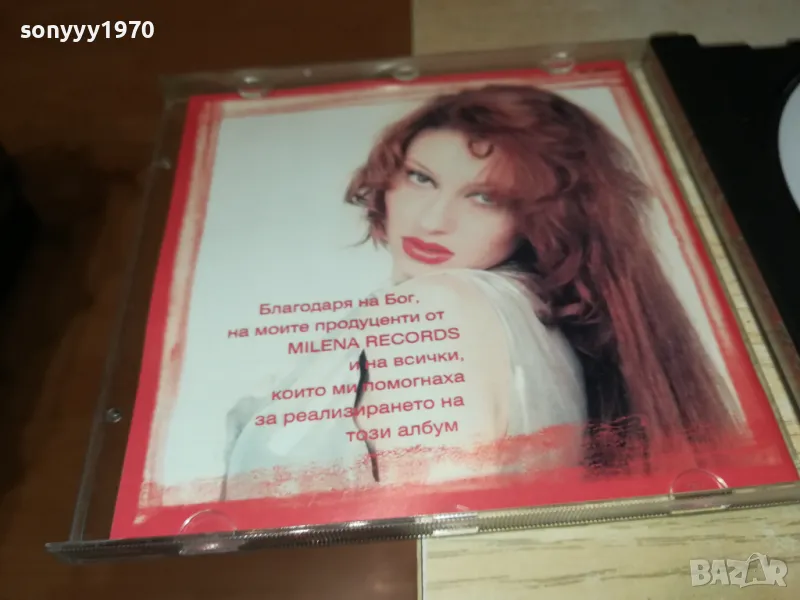 sonyyy1970
Благодаря на Бог,
на моите продуценти от
MILENA RECORDS
и на всички,
които ми помогнаха
за реализирането на
този албум
BAZAR